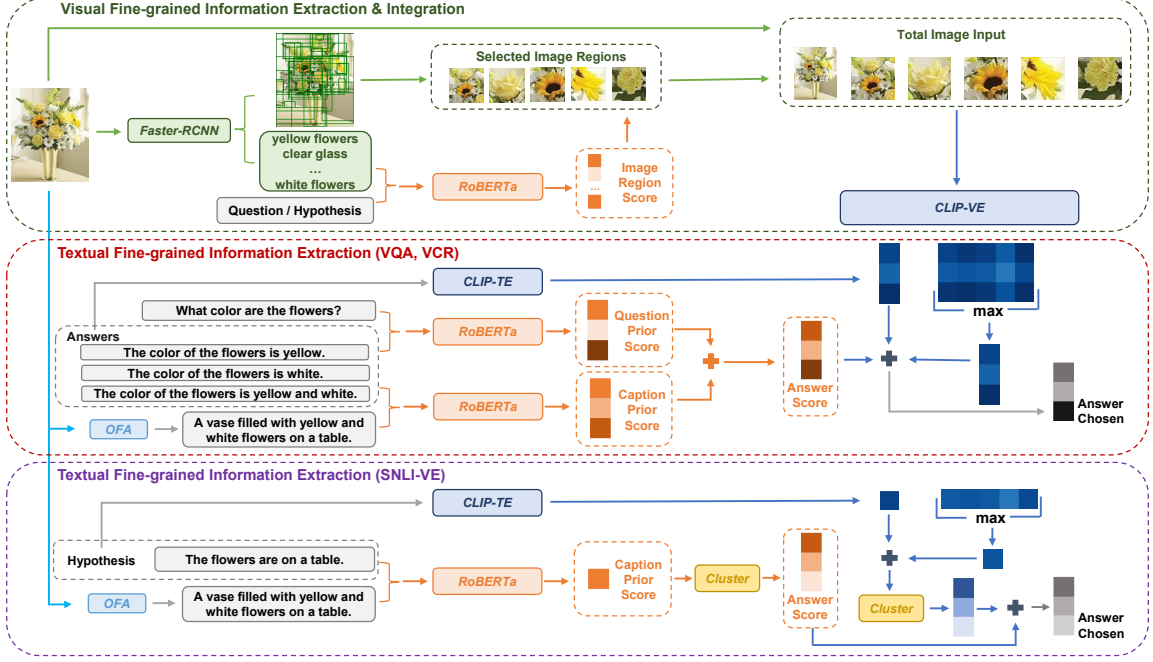 Visual Fine-grained Information Extraction & Integration
Faster-RCNN
yellow flowers
clear glass
...
white flowers
Question / Hypothesis
RoBERTa
Selected Image Regions
...
Image
Region
Score
Total Image Input
CLIP-VE
Textual Fine-grained Information Extraction (VQA, VCR)
CLIP-TE
What color are the flowers?
Answers
The color of the flowers is yellow.
The color of the flowers is white.
The color of the flowers is yellow and white.
OFA
A vase filled with yellow and
white flowers on a table.
RoBERTa
RoBERTa
Question
Prior
Score
Caption
Prior
Score
Answer
Score
max
Answer
Chosen
Textual Fine-grained Information Extraction (SNLI-VE)
CLIP-TE
Hypothesis
The flowers are on a table.
OFA
A vase filled with yellow and
white flowers on a table.
RoBERTa
Caption
Prior
Score
Cluster
Answer
Score
max
Cluster
Answer
Chosen